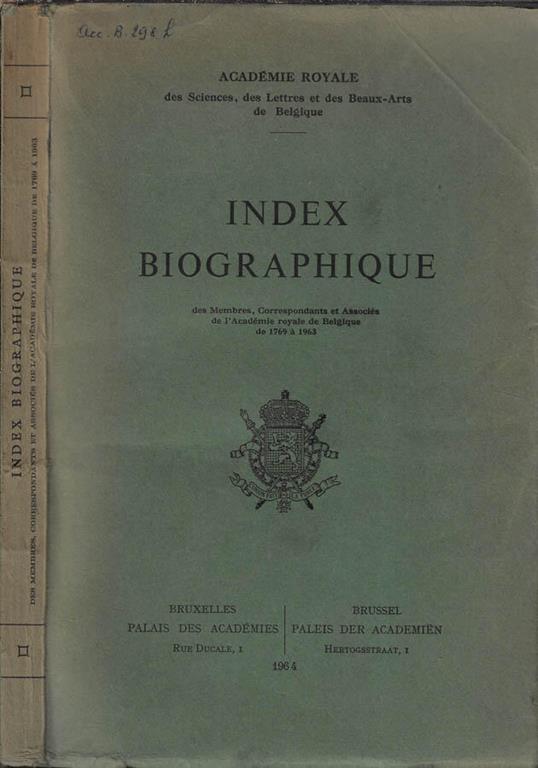 Acc. B. 298 L
ACADÉMIE ROYALE
des Sciences, des Lettres et des Beaux-Arts
de Belgique
INDEX
BIOGRAPHIQUE
des Membres, Correspondants et Associés
de l'Académie royale de Belgique
de 1769 à 1963
BRUXELLES
PALAIS DES ACADÉMIES
RUE DUCALE, 1
BRUSSEL
PALEIS DER ACADEMIËN
HERTOGSSTRAAT, 1
1964
INDEX BIOGRAPHIQUE
DES MEMBRES, CORRESPONDANTS ET ASSOCIÉS DE L'ACADÉMIE ROYALE DE BELGIQUE DE 1769 À 1963